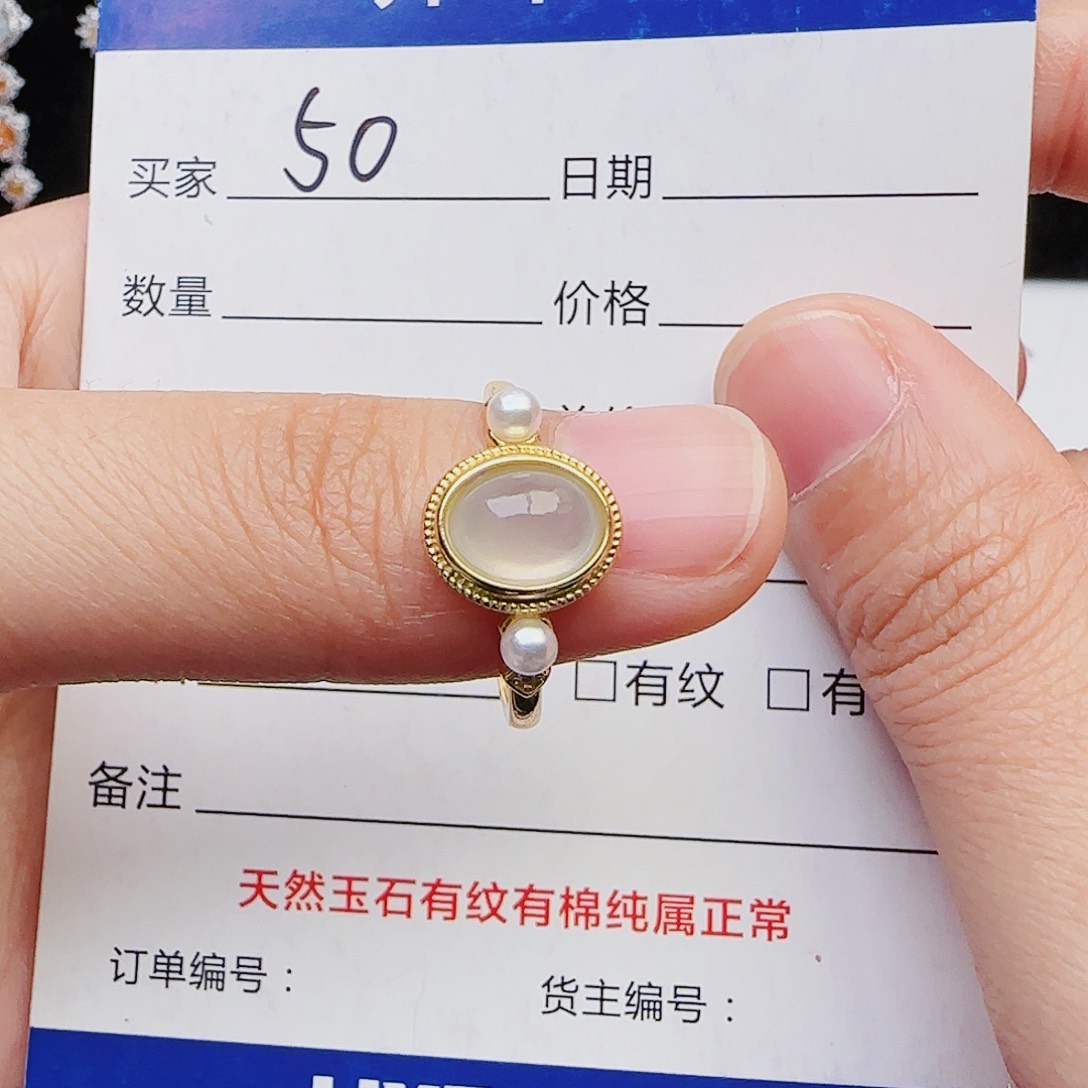 买家 50 日期
数量 价格
□有纹 □有
备注
天然玉石有纹有棉纯属正常
订单编号： 货主编号：